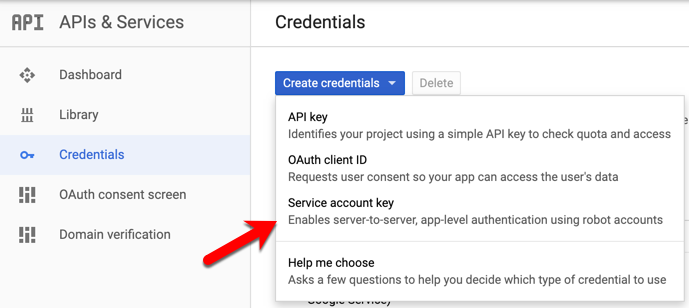 API APIs & Services
Credentials
Dashboard
Library
Credentials
OAuth consent screen
Domain verification
Create credentials
Delete
API key
Identifies your project using a simple API key to check quota and access
OAuth client ID
Requests user consent so your app can access the user's data
Service account key
Enables server-to-server, app-level authentication using robot accounts
Help me choose
Asks a few questions to help you decide which type of credential to use
Google Service)